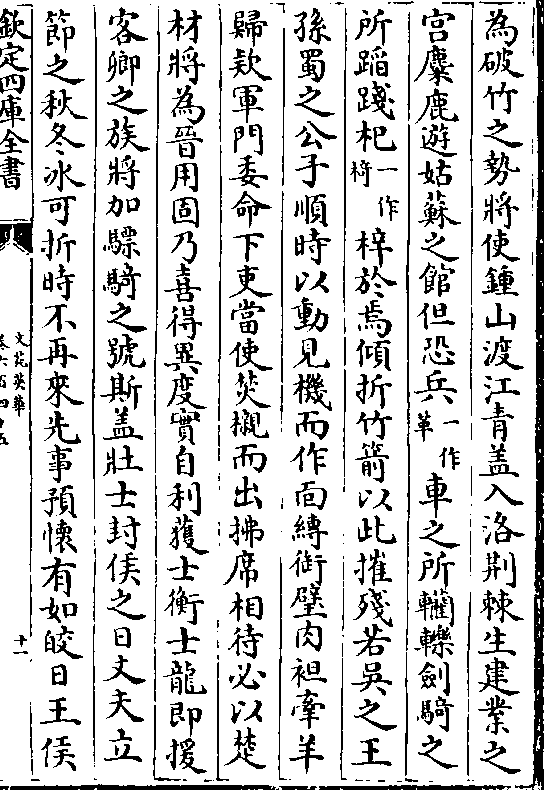 為破竹之勢將使鍾山渡江青盖入洛荆棘生建業之
宫麋鹿遊姑蘇之館但恐兵一作革車之所轥轢劍騎之
所蹈踐杞一作椅梓於焉傾折竹箭以此摧殘若吳之王
孫蜀之公子順時以動見機而作面縛銜璧肉袒牽羊
歸欵軍門委命下吏當使焚櫬而出拂席相待必以楚
材將為晉用固乃喜得異度實自利獲士衡士龍即援
客卿之族將加驃騎之號斯盖壯士封侯之日丈夫立
節之秋冬冰可折時不再來先事預懷有如皎日王侯
欽定四庫全書
文苑英華
卷六百四十五
十一